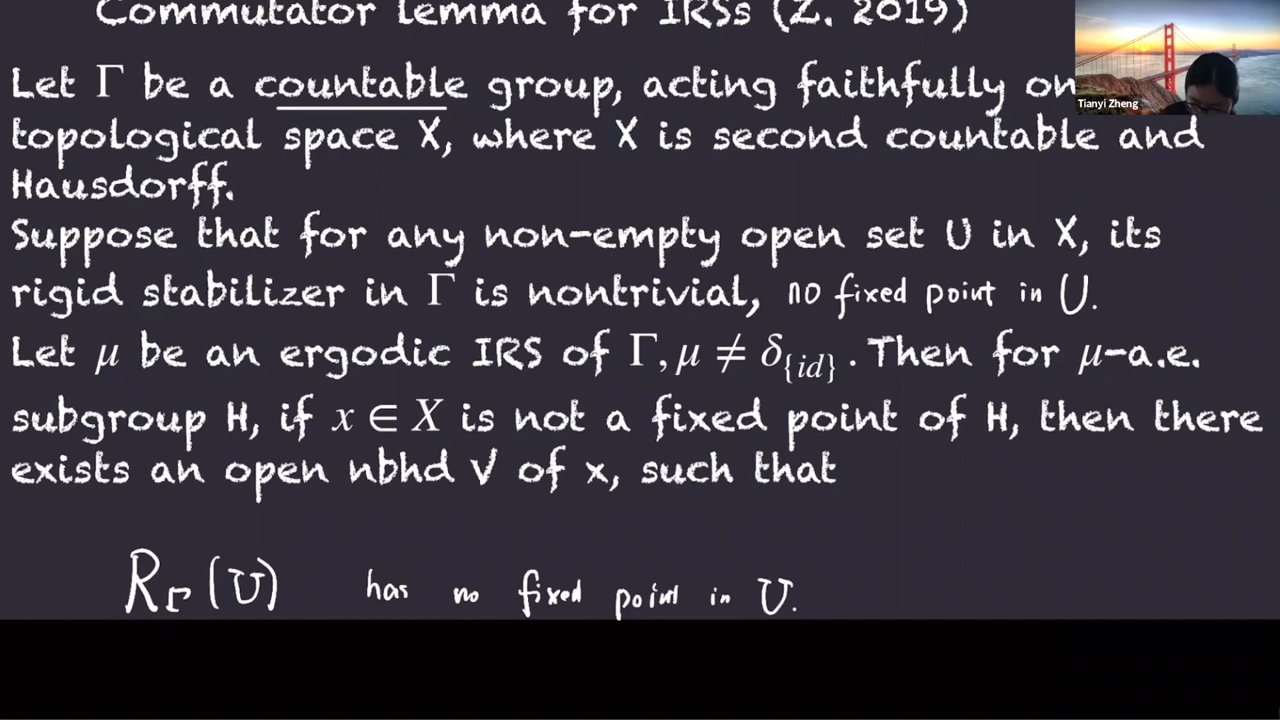 Commutator lemma for IRSs (Z. 2019)
Let Γ be a countable group, acting faithfully on
topological space X, where X is second countable and
Hausdorff.
Suppose that for any non-empty open set U in X, its
rigid stabilizer in Γ is nontrivial, no fixed point in U.
Let μ be an ergodic IRS of Γ, μ ≠ δ_{id}. Then for μ-a.e.
subgroup H, if x ∈ X is not a fixed point of H, then there
exists an open nbhd V of x, such that
R_Γ(U) has no fixed point in U.
Tianyi Zheng